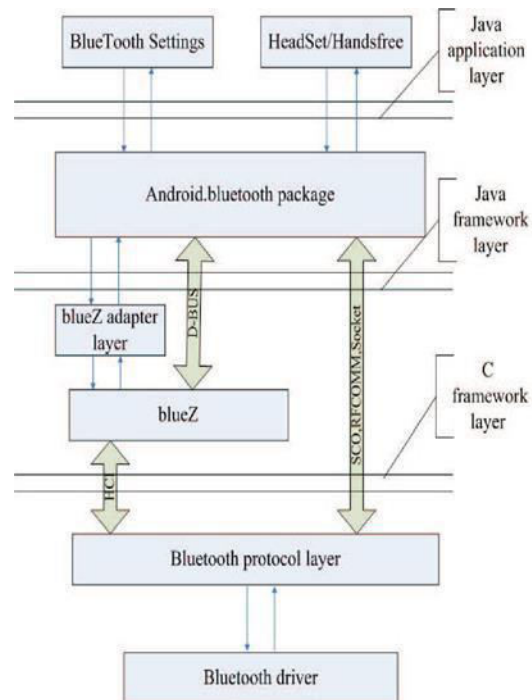 BlueTooth Settings
HeadSet/Handsfree
Java
application
layer
Android.bluetooth package
Java
framework
layer
blueZ adapter
layer
D-BUS
SCO,RFCOMM,Socket
C
framework
layer
blueZ
HCI
Bluetooth protocol layer
Bluetooth driver